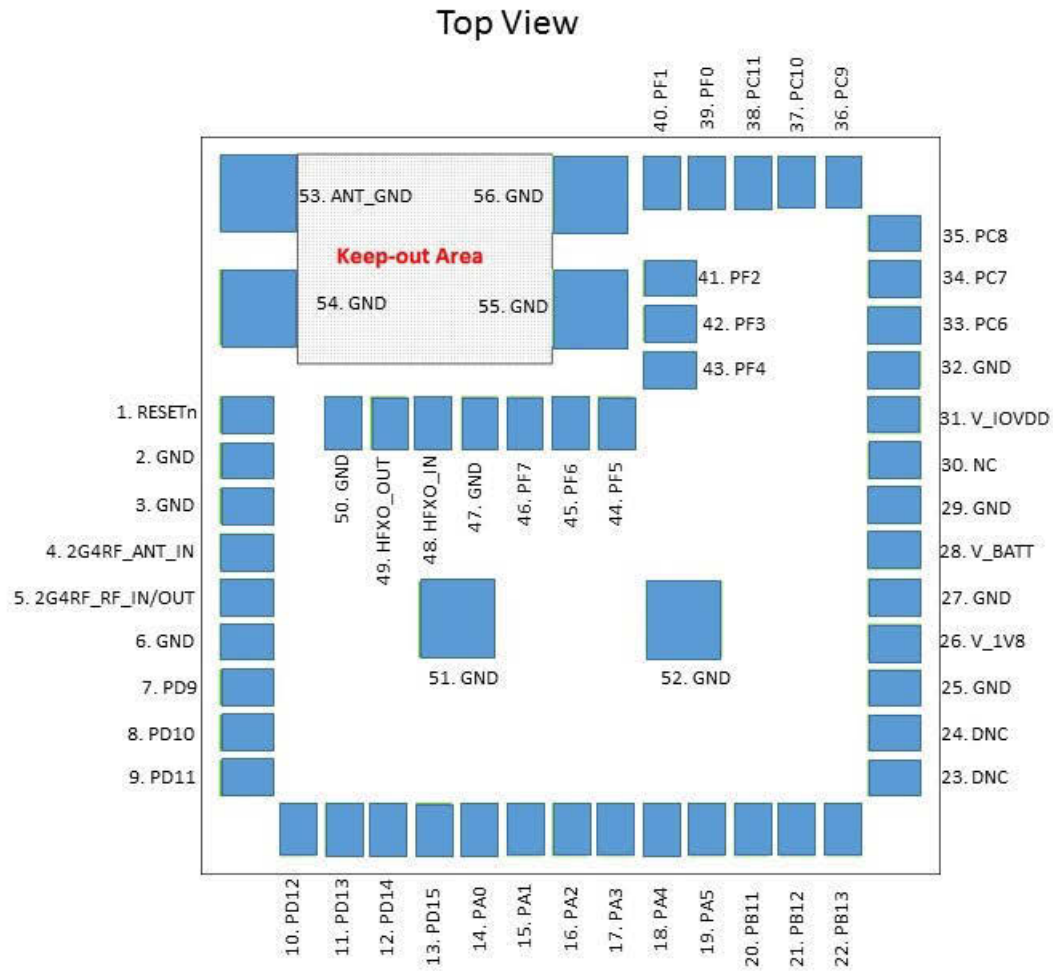 Top View
40. PF1
39. PF0
38. PC11
37. PC10
36. PC9
53. ANT_GND
56. GND
Keep-out Area
54. GND
55. GND
35. PC8
34. PC7
33. PC6
32. GND
31. V_IOVDD
30. NC
29. GND
28. V_BATT
27. GND
26. V_1V8
25. GND
24. DNC
23. DNC
41. PF2
42. PF3
43. PF4
1. RESETn
2. GND
3. GND
4. 2G4RF_ANT_IN
5. 2G4RF_RF_IN/OUT
6. GND
7. PD9
8. PD10
9. PD11
50. GND
49. HFXO_OUT
48. HFXO_IN
47. GND
46. PF7
45. PF6
44. PF5
51. GND
52. GND
10. PD12
11. PD13
12. PD14
13. PD15
14. PA0
15. PA1
16. PA2
17. PA3
18. PA4
19. PA5
20. PB11
21. PB12
22. PB13